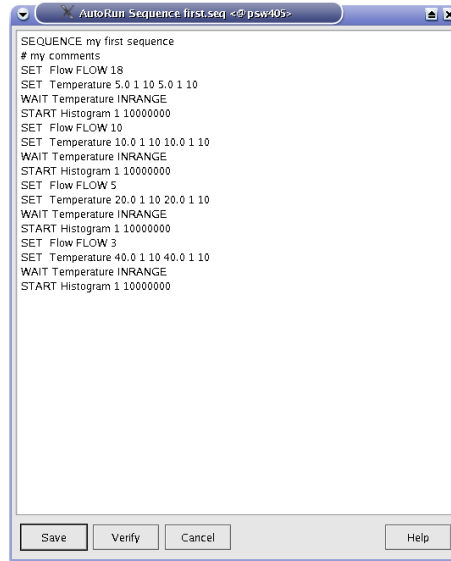 AutoRun Sequence first.seq <@psw405>
SEQUENCE my first sequence
# my comments
SET Flow FLOW 18
SET Temperature 5.0 1 10 5.0 1 10
WAIT Temperature INRANGE
START Histogram 1 10000000
SET Flow FLOW 10
SET Temperature 10.0 1 10 10.0 1 10
WAIT Temperature INRANGE
START Histogram 1 10000000
SET Flow FLOW 5
SET Temperature 20.0 1 10 20.0 1 10
WAIT Temperature INRANGE
START Histogram 1 10000000
SET Flow FLOW 3
SET Temperature 40.0 1 10 40.0 1 10
WAIT Temperature INRANGE
START Histogram 1 10000000
Save Verify Cancel Help